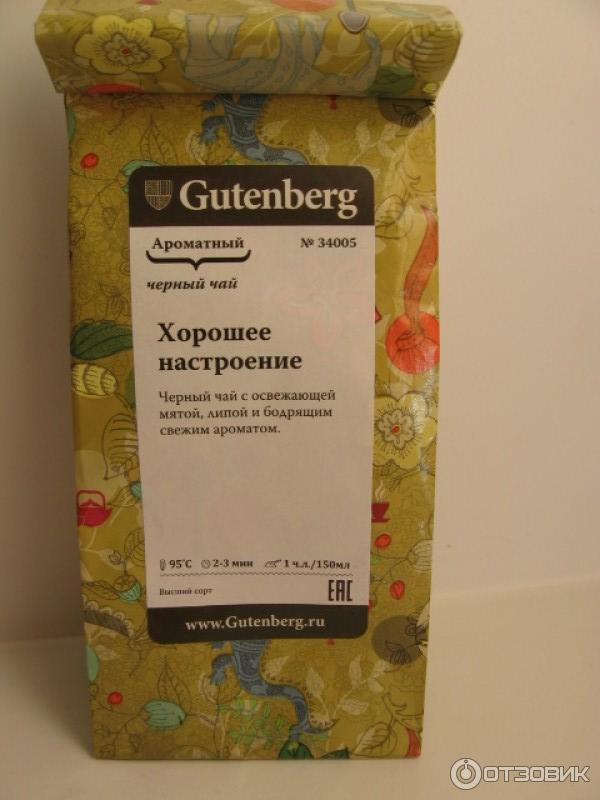 Gutenberg
Ароматный № 34005
черный чай
Хорошее
настроение
Черный чай с освежающей
мятой, липой и бодрящим
свежим ароматом.
95°C 2-3 мин 1 ч.л./150мл
Высший сорт EAC
www.Gutenberg.ru
ОТЗОВИК